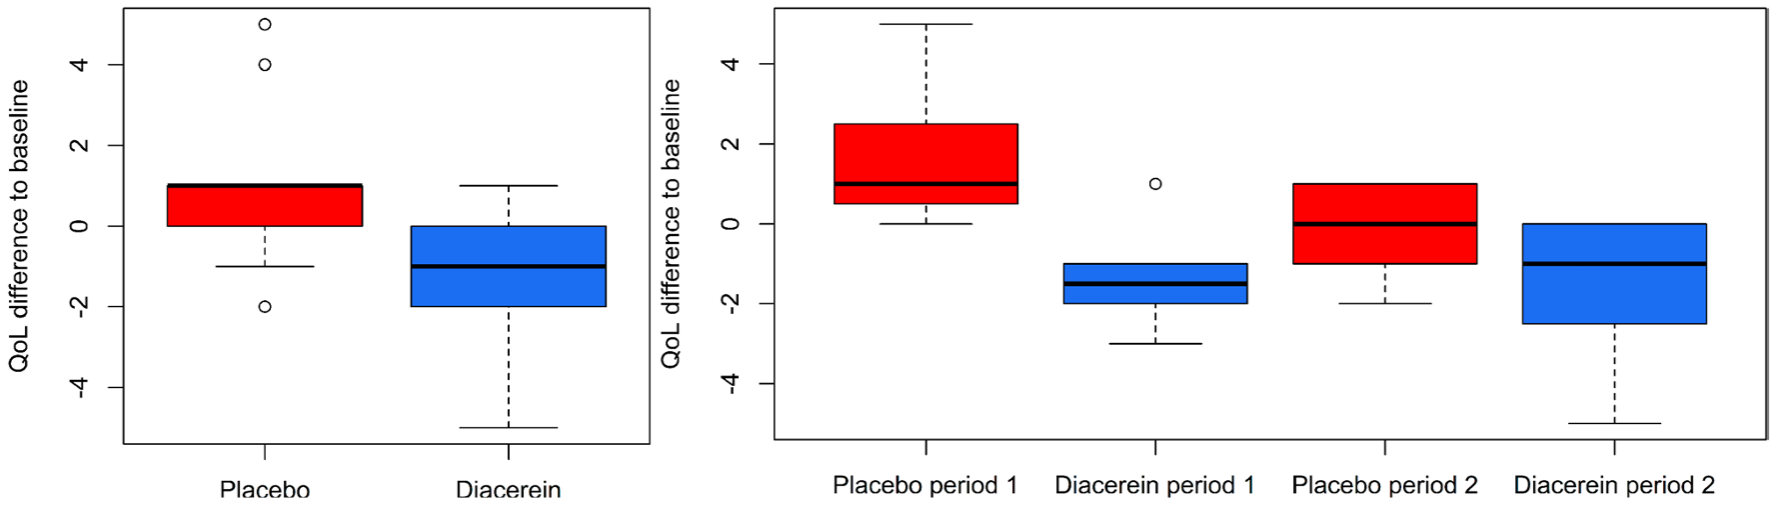 QoL difference to baseline
4
2
0
-2
-4
Placebo
Diacerein
QoL difference to baseline
4
2
0
-2
-4
Placebo period 1
Diacerein period 1
Placebo period 2
Diacerein period 2